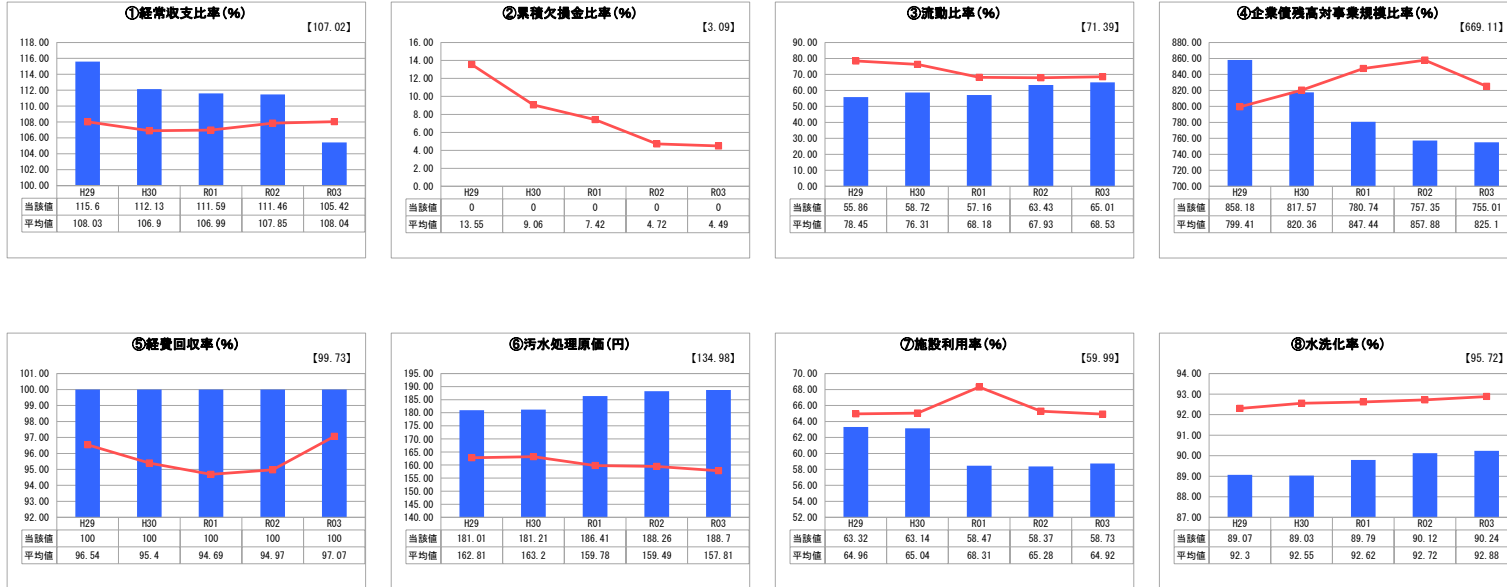 ①経常収支比率(%)
【107.02】
118.00
116.00
114.00
112.00
110.00
108.00
106.00
104.00
102.00
100.00
H29 H30 R01 R02 R03
当該値 115.6 112.13 111.59 111.46 105.42
平均値 108.03 106.9 106.99 107.85 108.04
②累積欠損金比率(%)
【3.09】
16.00
14.00
12.00
10.00
8.00
6.00
4.00
2.00
0.00
H29 H30 R01 R02 R03
当該値 0 0 0 0 0
平均値 13.55 9.06 7.42 4.72 4.49
③流動比率(%)
【71.39】
90.00
80.00
70.00
60.00
50.00
40.00
30.00
20.00
10.00
0.00
H29 H30 R01 R02 R03
当該値 55.86 58.72 57.16 63.43 65.01
平均値 78.45 76.31 68.18 67.93 68.53
④企業債残高対事業規模比率(%)
【669.11】
880.00
860.00
840.00
820.00
800.00
780.00
760.00
740.00
720.00
700.00
H29 H30 R01 R02 R03
当該値 858.18 817.57 780.74 757.35 755.01
平均値 799.41 820.36 847.44 857.88 825.1
⑤経費回収率(%)
【99.73】
101.00
100.00
99.00
98.00
97.00
96.00
95.00
94.00
93.00
92.00
H29 H30 R01 R02 R03
当該値 100 100 100 100 100
平均値 96.54 95.4 94.69 94.97 97.07
⑥汚水処理原価(円)
【134.98】
195.00
190.00
185.00
180.00
175.00
170.00
165.00
160.00
155.00
150.00
145.00
140.00
H29 H30 R01 R02 R03
当該値 181.01 181.21 186.41 188.26 188.7
平均値 162.81 163.2 159.78 159.49 157.81
⑦施設利用率(%)
【59.99】
70.00
68.00
66.00
64.00
62.00
60.00
58.00
56.00
54.00
52.00
H29 H30 R01 R02 R03
当該値 63.32 63.14 58.47 58.37 58.73
平均値 64.96 65.04 68.31 65.28 64.92
⑧水洗化率(%)
【95.72】
94.00
93.00
92.00
91.00
90.00
89.00
88.00
87.00
H29 H30 R01 R02 R03
当該値 89.07 89.03 89.79 90.12 90.24
平均値 92.3 92.55 92.62 92.72 92.88